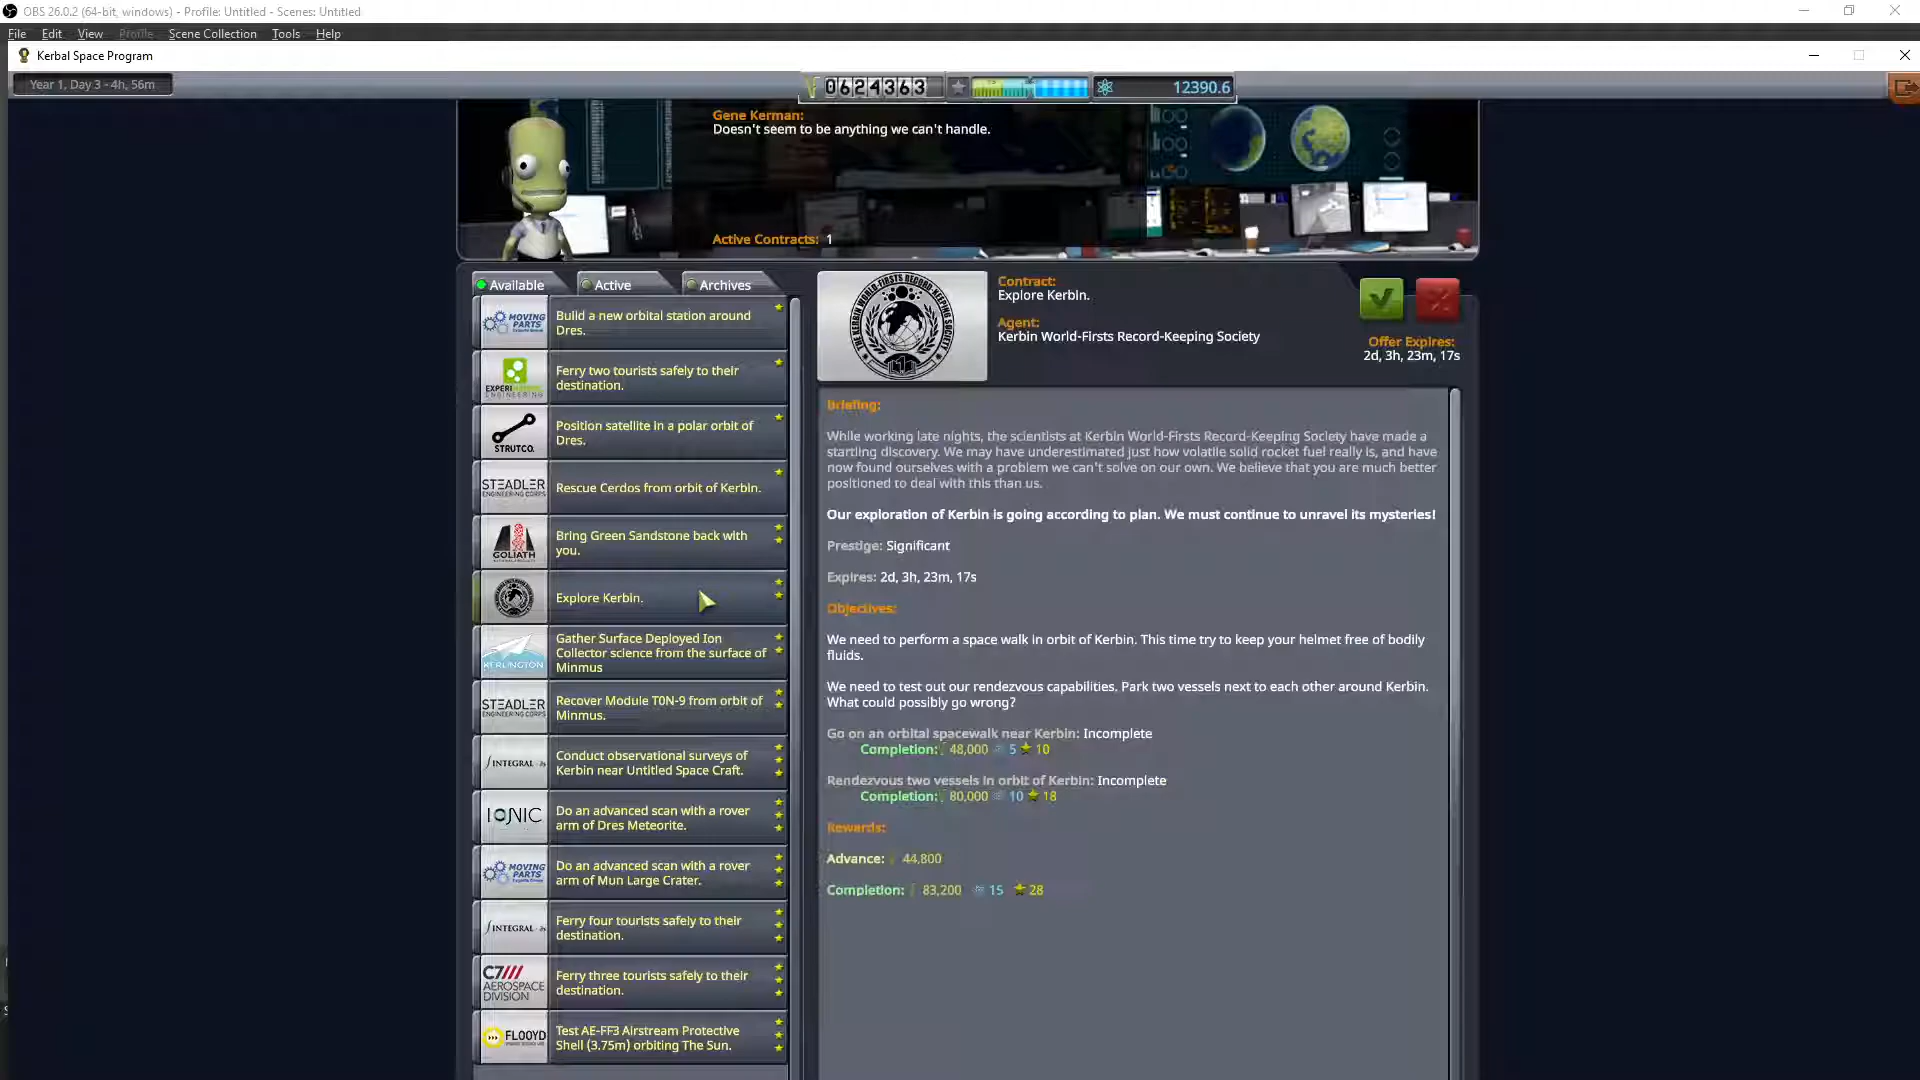 OBS 26.0.2 (64-bit, windows) - Profile: Untitled - Scenes: Untitled
File Edit View Profile Scene Collection Tools Help
Kerbal Space Program
Year 1, Day 3 - 4h, 56m
0624363
12390.6
Gene Kerman:
Doesn't seem to be anything we can't handle.
Active Contracts: 1
Available
Active
Archives
MOVING PARTS
Build a new orbital station around
Dres.
EXPERIMENTAL
ENGINEERING
Ferry two tourists safely to their
destination.
STRUTCO.
Position satellite in a polar orbit of
Dres.
STEADLER
ENGINEERING CORPS
Rescue Cerdos from orbit of Kerbin.
GOLIATH
Bring Green Sandstone back with
you.
Explore Kerbin.
KERLINGTON
Gather Surface Deployed Ion
Collector science from the surface of
Minmus
STEADLER
ENGINEERING CORPS
Recover Module T0N-9 from orbit of
Minmus.
INTEGRAL
Conduct observational surveys of
Kerbin near Untitled Space Craft.
IONIC
Do an advanced scan with a rover
arm of Dres Meteorite.
MOVING PARTS
Do an advanced scan with a rover
arm of Mun Large Crater.
INTEGRAL
Ferry four tourists safely to their
destination.
C7///
AEROSPACE
DIVISION
Ferry three tourists safely to their
destination.
FLOOYD
Test AE-FF3 Airstream Protective
Shell (3.75m) orbiting The Sun.
THE KERBIN WORLD-FIRSTS RECORD-KEEPING SOCIETY
Contract:
Explore Kerbin.
Agent:
Kerbin World-Firsts Record-Keeping Society
Offer Expires:
2d, 3h, 23m, 17s
Briefing:
While working late nights, the scientists at Kerbin World-Firsts Record-Keeping Society have made a
startling discovery. We may have underestimated just how volatile solid rocket fuel really is, and have
now found ourselves with a problem we can't solve on our own. We believe that you are much better
positioned to deal with this than us.
Our exploration of Kerbin is going according to plan. We must continue to unravel its mysteries!
Prestige: Significant
Expires: 2d, 3h, 23m, 17s
Objectives:
We need to perform a space walk in orbit of Kerbin. This time try to keep your helmet free of bodily
fluids.
We need to test out our rendezvous capabilities. Park two vessels next to each other around Kerbin.
What could possibly go wrong?
Go on an orbital spacewalk near Kerbin: Incomplete
Completion: 48,000 5 10
Rendezvous two vessels in orbit of Kerbin: Incomplete
Completion: 80,000 10 18
Rewards:
Advance: 44,800
Completion: 83,200 15 28